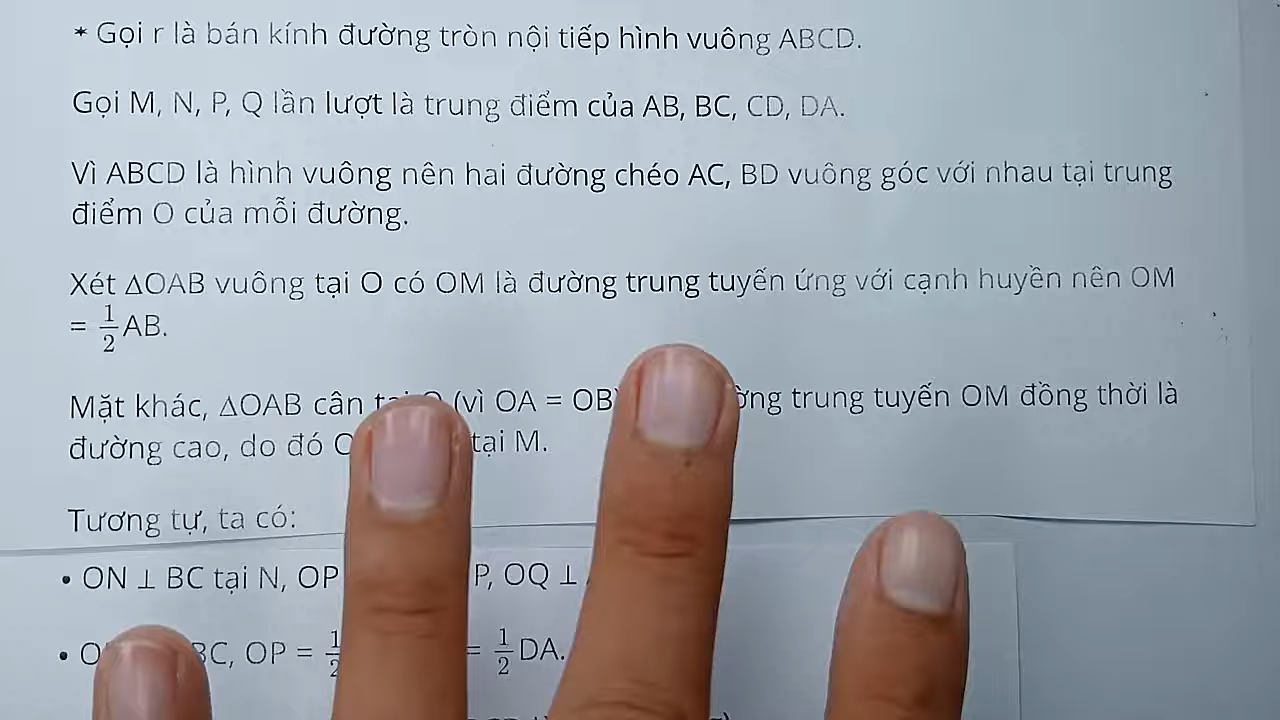 * Gọi r là bán kính đường tròn nội tiếp hình vuông ABCD.
Gọi M, N, P, Q lần lượt là trung điểm của AB, BC, CD, DA.
Vì ABCD là hình vuông nên hai đường chéo AC, BD vuông góc với nhau tại trung
điểm O của mỗi đường.
Xét ΔOAB vuông tại O có OM là đường trung tuyến ứng với cạnh huyền nên OM
= 1/2 AB.
Mặt khác, ΔOAB cân tại O (vì OA = OB) trung tuyến OM đồng thời là
đường cao, do đó tại M.
Tương tự, ta có:
• ON ⊥ BC tại N, OP P, OQ ⊥
• BC, OP = = 1/2 DA.